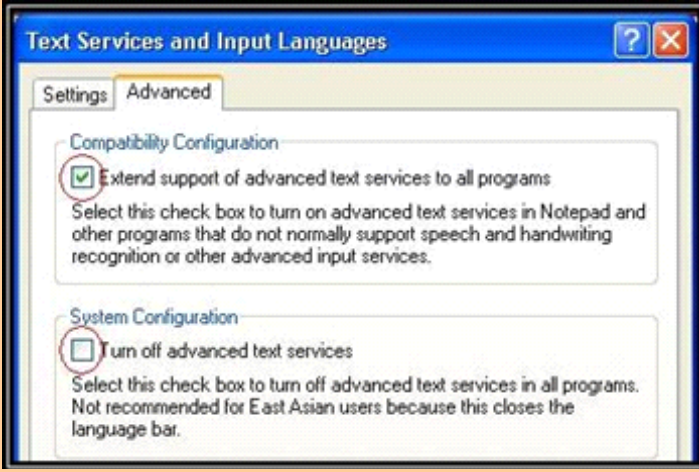 Text Services and Input Languages
Settings
Advanced
Compatibility Configuration
Extend support of advanced text services to all programs
Select this check box to turn on advanced text services in Notepad and
other programs that do not normally support speech and handwriting
recognition or other advanced input services.
System Configuration
Turn off advanced text services
Select this check box to turn off advanced text services in all programs.
Not recommended for East Asian users because this closes the
language bar.